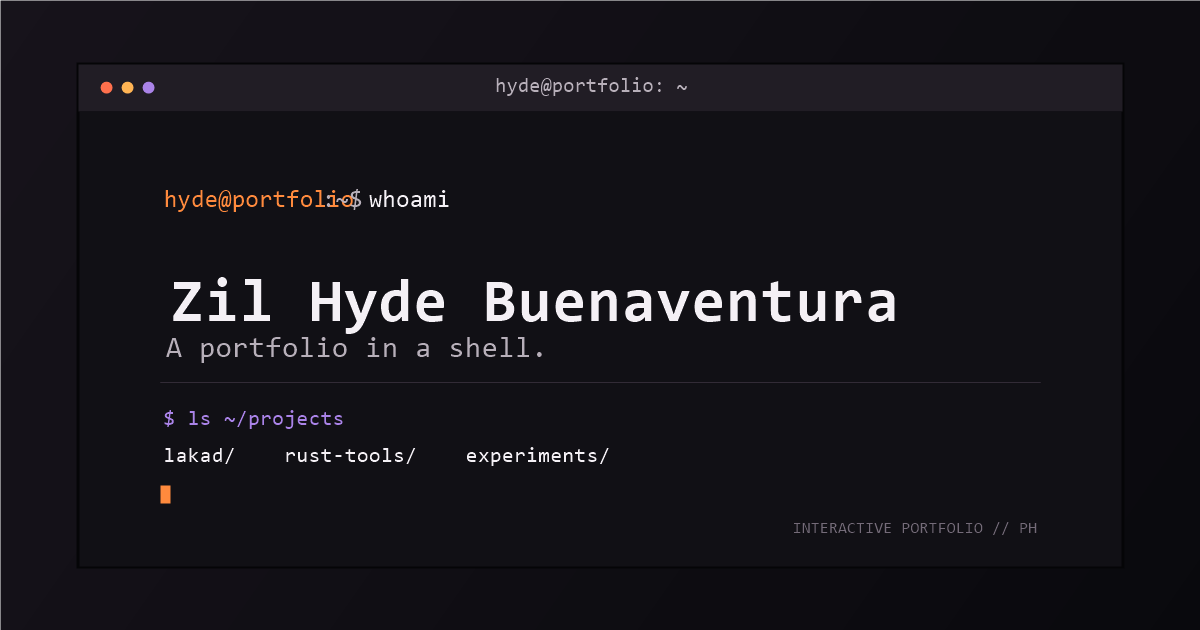 hyde@portfolio: ~
hyde@portfolio:~$ whoami
Zil Hyde Buenaventura
A portfolio in a shell.
$ ls ~/projects
lakad/ rust-tools/ experiments/
INTERACTIVE PORTFOLIO // PH